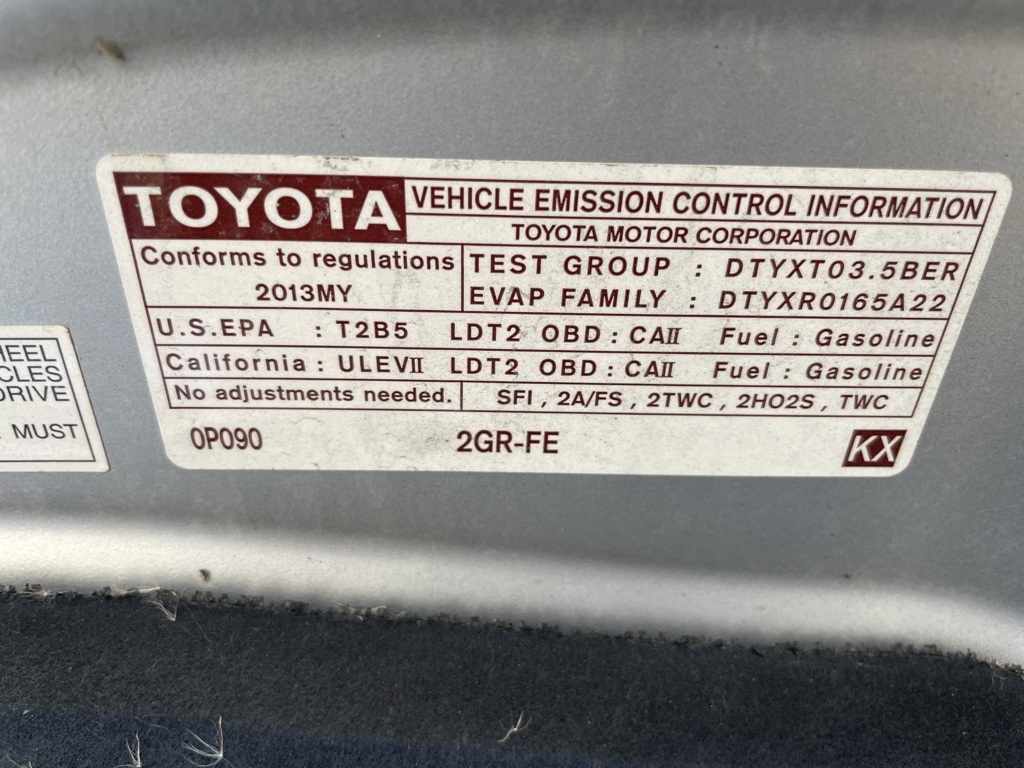 TOYOTA
VEHICLE EMISSION CONTROL INFORMATION
TOYOTA MOTOR CORPORATION
Conforms to regulations
2013MY
TEST GROUP : DTYXT03.5BER
EVAP FAMILY : DTYXR0165A22
U.S.EPA : T2B5 LDT2 OBD : CAII Fuel : Gasoline
California : ULEVII LDT2 OBD : CAII Fuel : Gasoline
No adjustments needed.
SFI , 2A/FS , 2TWC , 2HO2S , TWC
0P090
2GR-FE
KX
HEEL
CLES
DRIVE
MUST